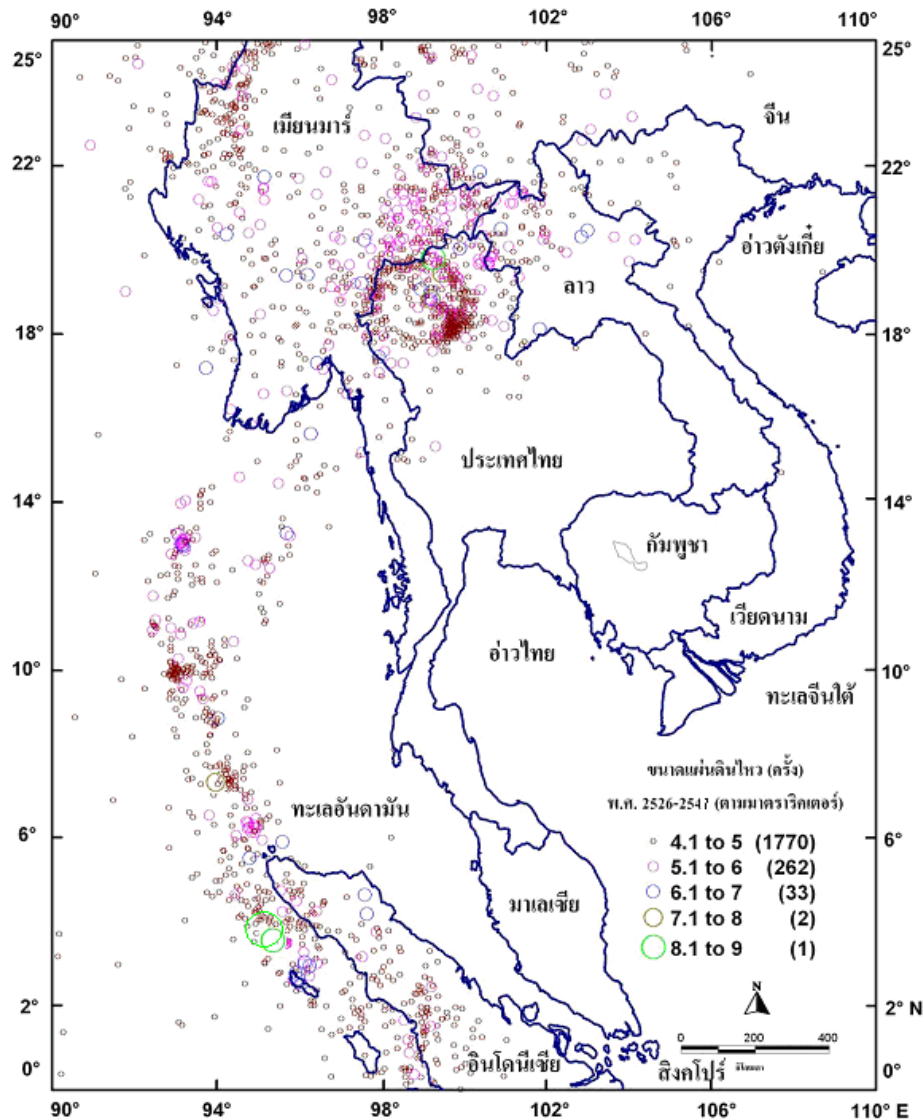 90° 94° 98° 102° 106° 110°
25° 25°
จีน
เมียนมาร์
22° 22°
อ่าวตังเกี๋ย
ลาว
18° 18°
ประเทศไทย
14° 14°
กัมพูชา
เวียดนาม
อ่าวไทย
10° 10°
ทะเลจีนใต้
ขนาดแผ่นดินไหว (ครั้ง)
ทะเลอันดามัน
พ.ศ. 2526-254? (ตามมาตราริคเตอร์)
6° 6°
4.1 to 5 (1770)
5.1 to 6 (262)
6.1 to 7 (33)
มาเลเซีย
7.1 to 8 (2)
8.1 to 9 (1)
N
2° 2° N
0 200 400
0° อินโดนีเซีย สิงคโปร์ 0°
90° 94° 98° 102° 106° 110° E